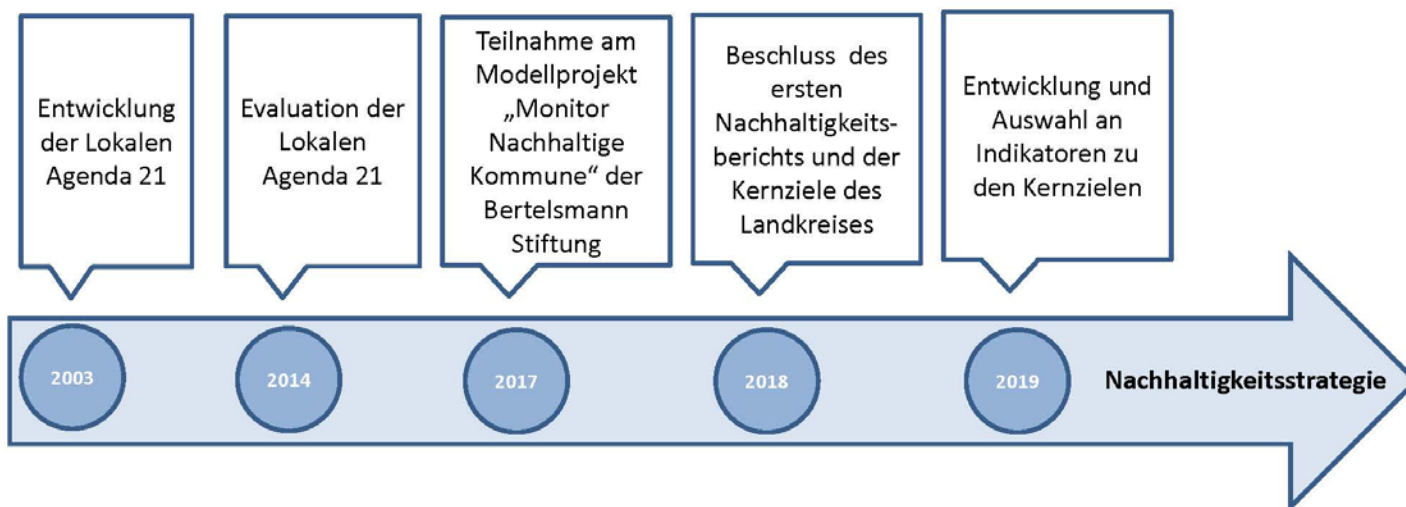 Entwicklung
der Lokalen
Agenda 21
Evaluation der
Lokalen
Agenda 21
Teilnahme am
Modellprojekt
„Monitor
Nachhaltige
Kommune“ der
Bertelsmann
Stiftung
Beschluss des
ersten
Nachhaltigkeits-
berichts und der
Kernziele des
Landkreises
Entwicklung und
Auswahl an
Indikatoren zu
den Kernzielen
2003
2014
2017
2018
2019
Nachhaltigkeitsstrategie